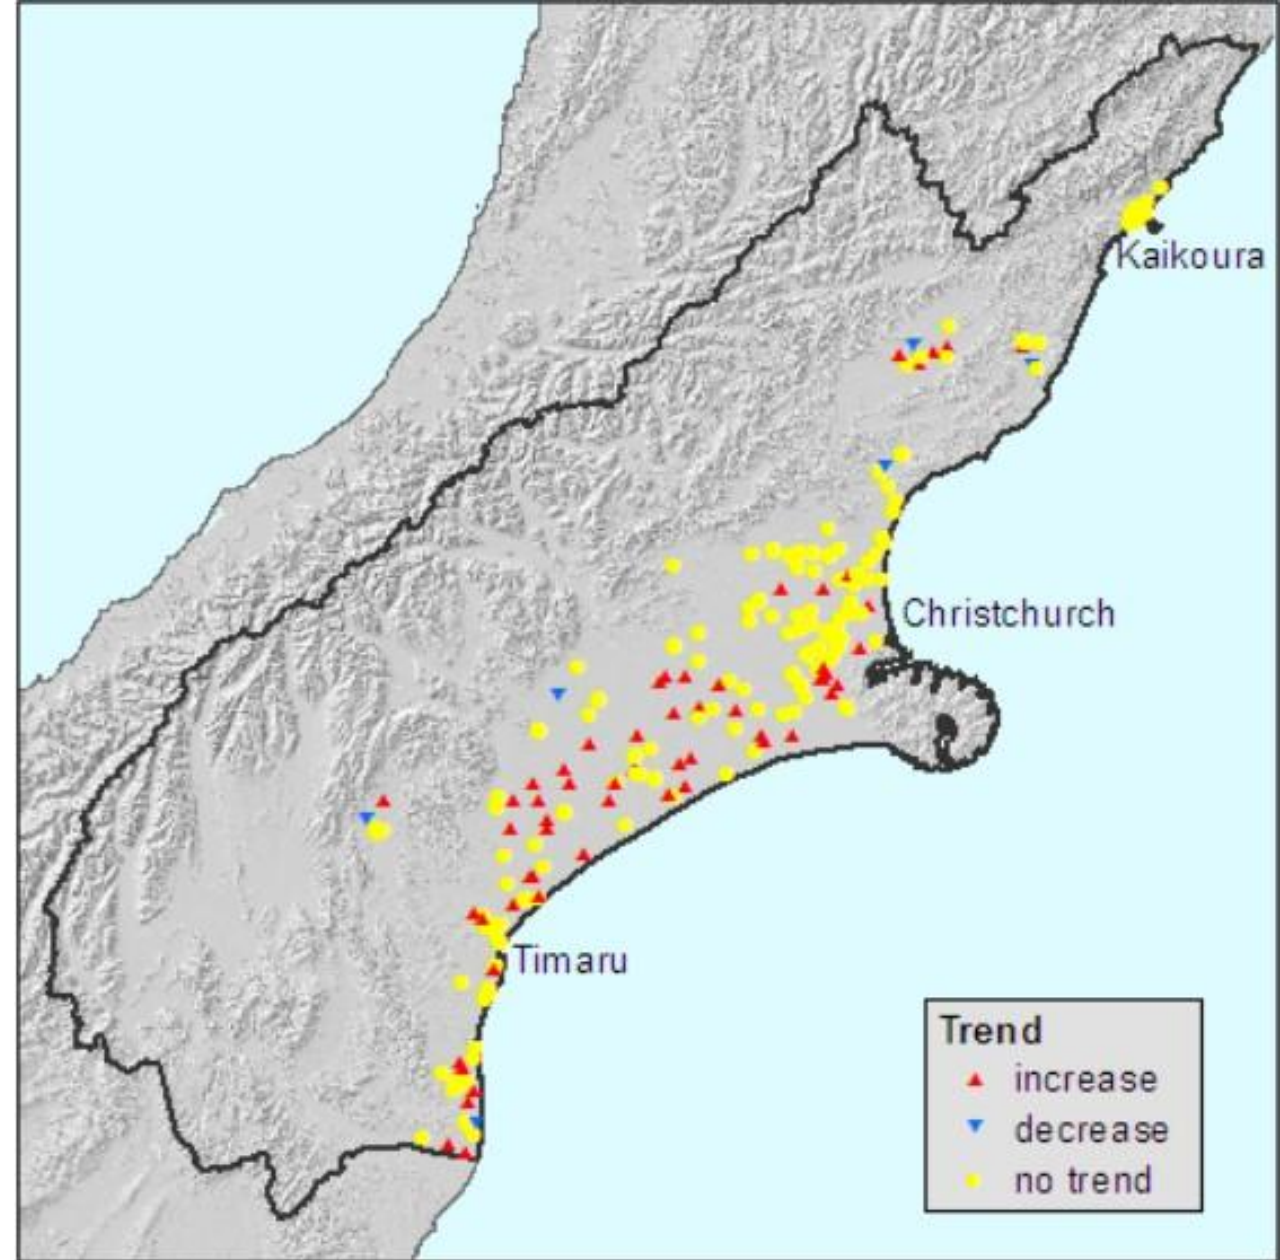 Kaikoura
Christchurch
Timaru
Trend
increase
decrease
no trend